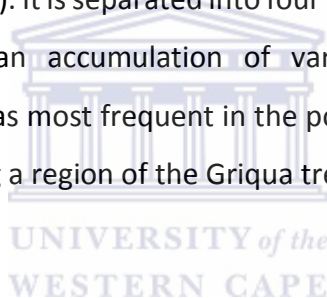 ). It is separated into four
an accumulation of var
as most frequent in the po
g a region of the Griqua tre
UNIVERSITY of the
WESTERN CAPE